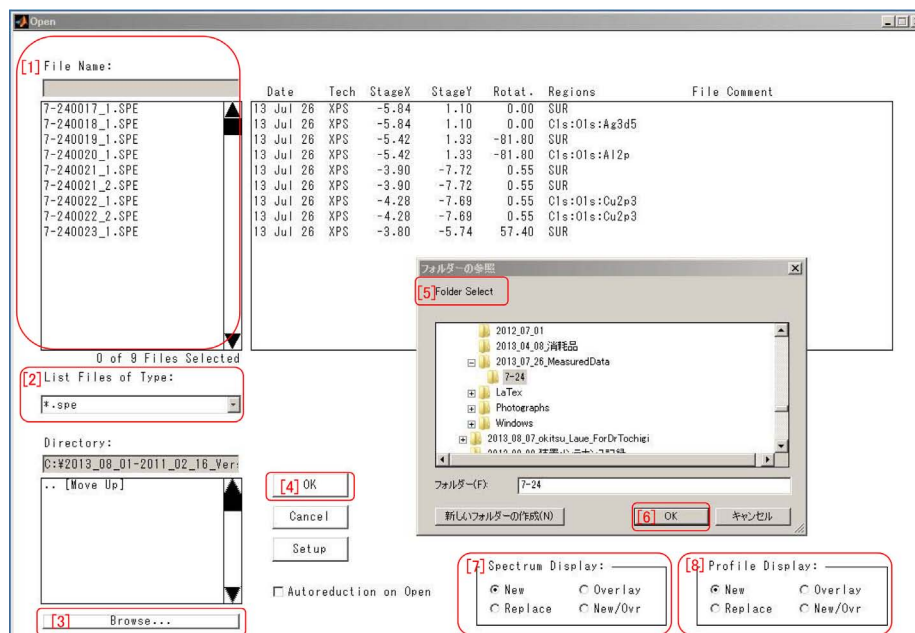 Open
[1] File Name:
Date Tech StageX StageY Rotat. Regions File Comment
7-240017_1.SPE 13 Jul 26 XPS -5.84 1.10 0.00 SUR
7-240018_1.SPE 13 Jul 26 XPS -5.84 1.10 0.00 C1s:O1s:Ag3d5
7-240019_1.SPE 13 Jul 26 XPS -5.42 1.33 -81.80 SUR
7-240020_1.SPE 13 Jul 26 XPS -5.42 1.33 -81.80 C1s:O1s:Al2p
7-240021_1.SPE 13 Jul 26 XPS -3.90 -7.72 0.55 SUR
7-240021_2.SPE 13 Jul 26 XPS -3.90 -7.72 0.55 SUR
7-240022_1.SPE 13 Jul 26 XPS -4.28 -7.69 0.55 C1s:O1s:Cu2p3
7-240022_2.SPE 13 Jul 26 XPS -4.28 -7.69 0.55 C1s:O1s:Cu2p3
7-240023_1.SPE 13 Jul 26 XPS -3.80 -5.74 57.40 SUR
0 of 9 Files Selected
[2] List Files of Type:
*.spe
Directory:
C:¥2013_08_01-2011_02_16_Ver
.. [Move Up]
[3] Browse...
[4] OK
Cancel
Setup
Autoreduction on Open
フォルダーの参照
[5] Folder Select
2012_07_01
2013_04_08_消耗品
2013_07_26_MeasuredData
7-24
LaTex
Photographs
Windows
2013_08_07_okitsu_Laue_ForDrTochigi
フォルダー(F): 7-24
新しいフォルダーの作成(N)
[6] OK
キャンセル
[7] Spectrum Display:
New Overlay
Replace New/Ovr
[8] Profile Display:
New Overlay
Replace New/Ovr